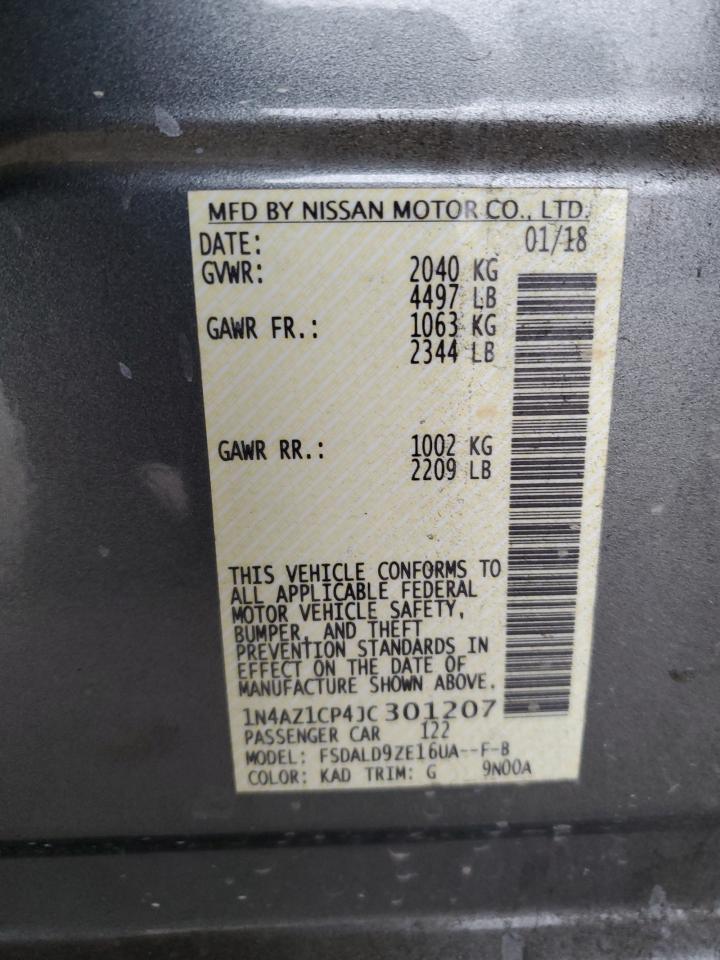 MFD BY NISSAN MOTOR CO., LTD.
DATE: 01/18
GVWR: 2040 KG
4497 LB
GAWR FR.: 1063 KG
2344 LB
GAWR RR.: 1002 KG
2209 LB
THIS VEHICLE CONFORMS TO
ALL APPLICABLE FEDERAL
MOTOR VEHICLE SAFETY,
BUMPER, AND THEFT
PREVENTION STANDARDS IN
EFFECT ON THE DATE OF
MANUFACTURE SHOWN ABOVE.
1N4AZ1CP4JC301207
PASSENGER CAR 122
MODEL: FSDALD9ZE16UA--F-B
COLOR: KAD TRIM: G 9N00A